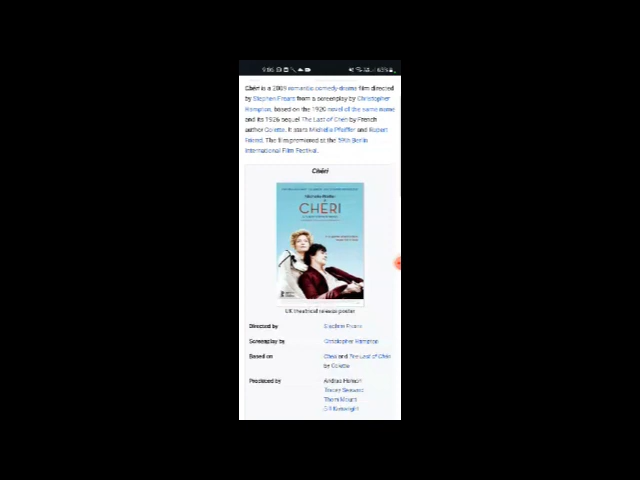 Chéri is a 2009 romantic comedy-drama film directed
by Stephen Frears from a screenplay by Christopher
Hampton, based on the 1920 novel of the same name
and its 1926 sequel The Last of Chéri by French
author Colette. It stars Michelle Pfeiffer and Rupert
Friend. The film premiered at the 59th Berlin
International Film Festival.
Chéri
CHÉRI
UK theatrical release poster
Directed by Stephen Frears
Screenplay by Christopher Hampton
Based on Chéri and The Last of Chéri
by Colette
Produced by Andras Hamori
Tracey Seaward
Thom Mount
Bill Kenwright